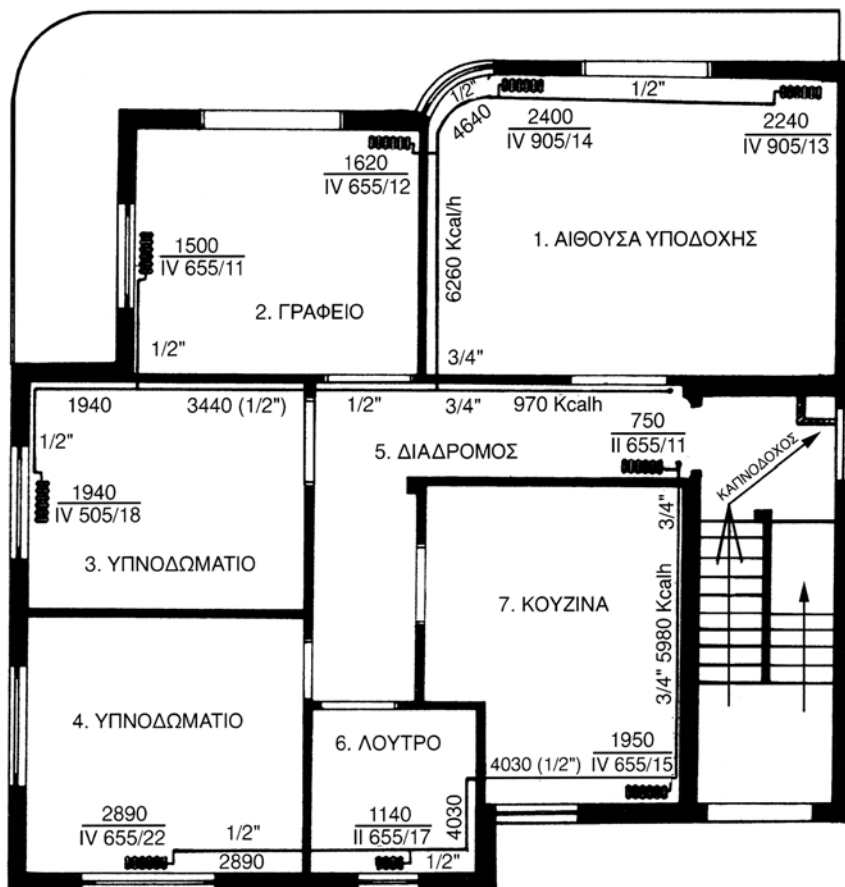 1/2"
4640
2400
IV 905/14
1/2"
2240
IV 905/13
1620
IV 655/12
6260 Kcal/h
1. ΑΙΘΟΥΣΑ ΥΠΟΔΟΧΗΣ
1500
IV 655/11
2. ΓΡΑΦΕΙΟ
1/2"
3/4"
1940
3440 (1/2")
1/2"
3/4"
970 Kcalh
1/2"
5. ΔΙΑΔΡΟΜΟΣ
750
II 655/11
ΚΑΠΝΟΔΟΧΟΣ
1940
IV 505/18
3/4"
3. ΥΠΝΟΔΩΜΑΤΙΟ
7. ΚΟΥΖΙΝΑ
3/4" 5980 Kcalh
4. ΥΠΝΟΔΩΜΑΤΙΟ
6. ΛΟΥΤΡΟ
4030 (1/2")
1950
IV 655/15
2890
IV 655/22
1/2"
2890
1140
II 655/17
4030
1/2"